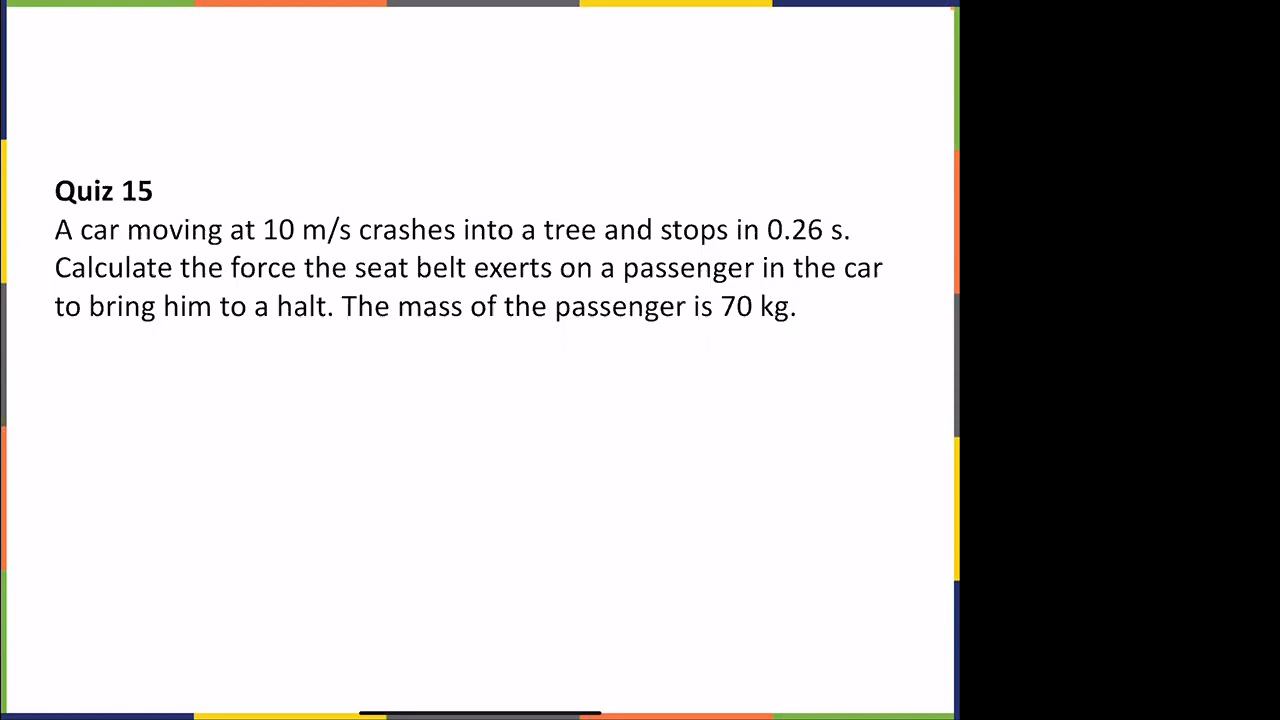 Quiz 15
A car moving at 10 m/s crashes into a tree and stops in 0.26 s.
Calculate the force the seat belt exerts on a passenger in the car
to bring him to a halt. The mass of the passenger is 70 kg.